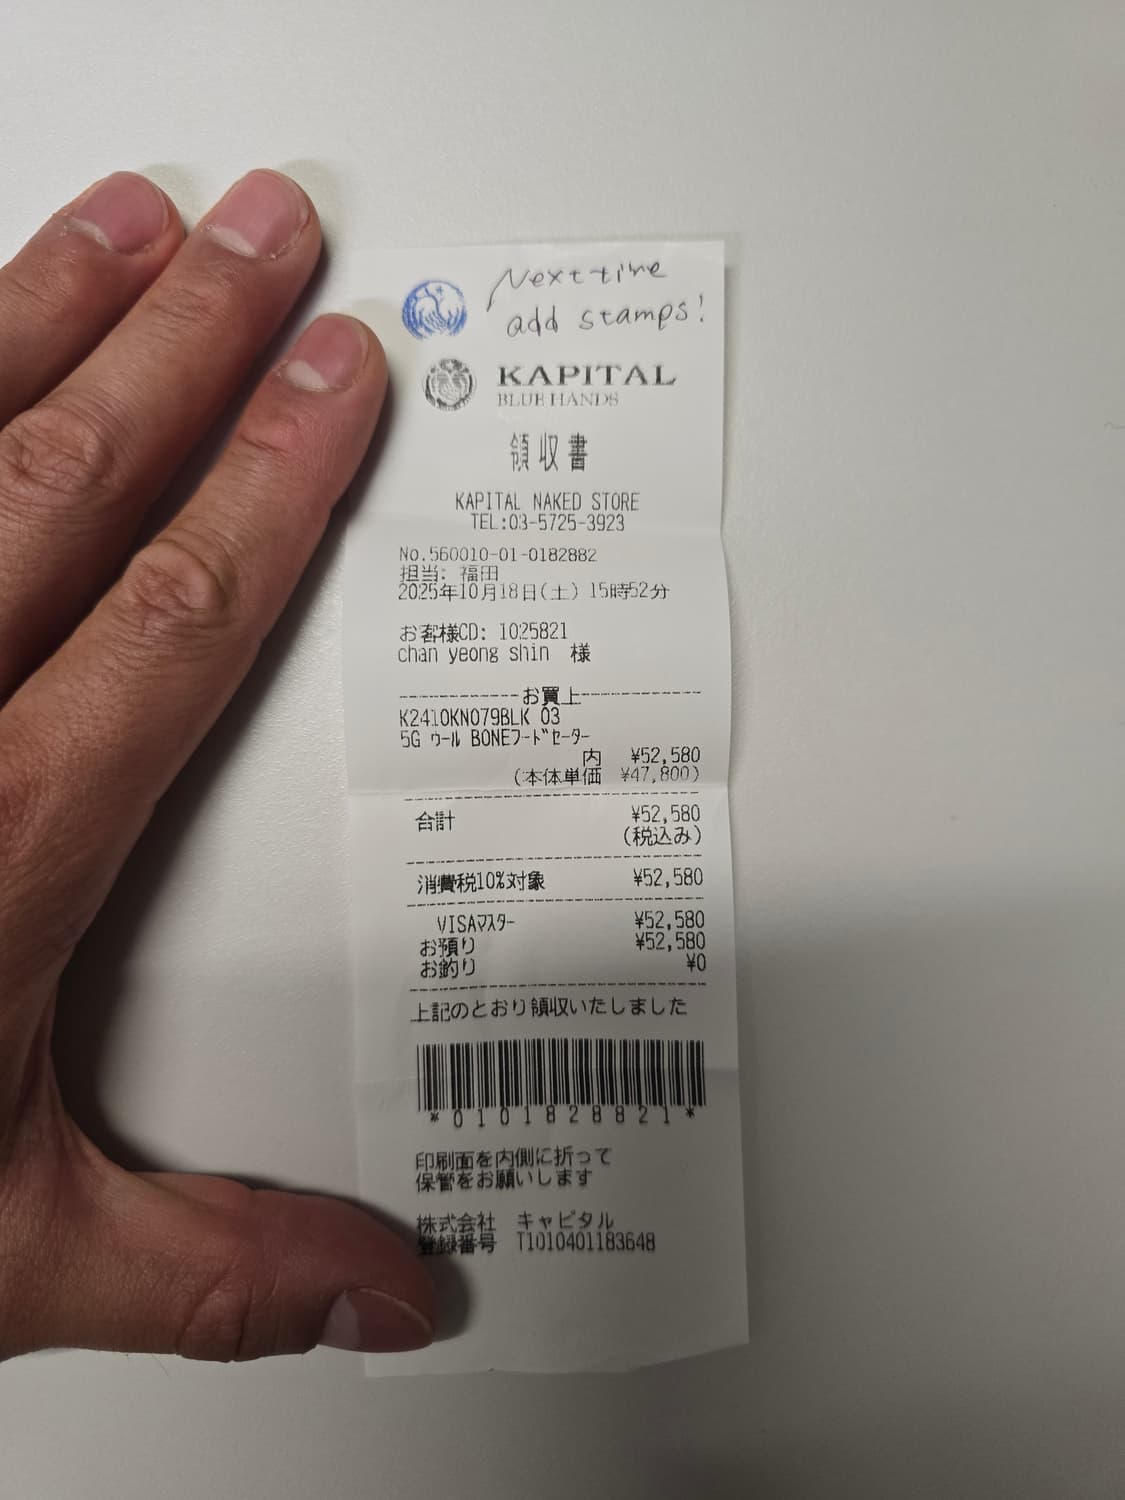 Next time
add stamps!
KAPITAL
BLUE HANDS
領収書
KAPITAL NAKED STORE
TEL:03-5725-3923
No.560010-01-0182882
担当: 福田
2025年10月18日(土) 15時52分
お客様CD: 1025821
chan yeong shin 様
お買上
K2410KN079BLK 03
5G ウール BONEフードセーター
内 ¥52,580
(本体単価 ¥47,800)
合計 ¥52,580
(税込み)
消費税10%対象 ¥52,580
VISAマスター ¥52,580
お預り ¥52,580
お釣り ¥0
上記のとおり領収いたしました
*0101828821*
印刷面を内側に折って
保管をお願いします
株式会社 キャピタル
登録番号 T1010401183648